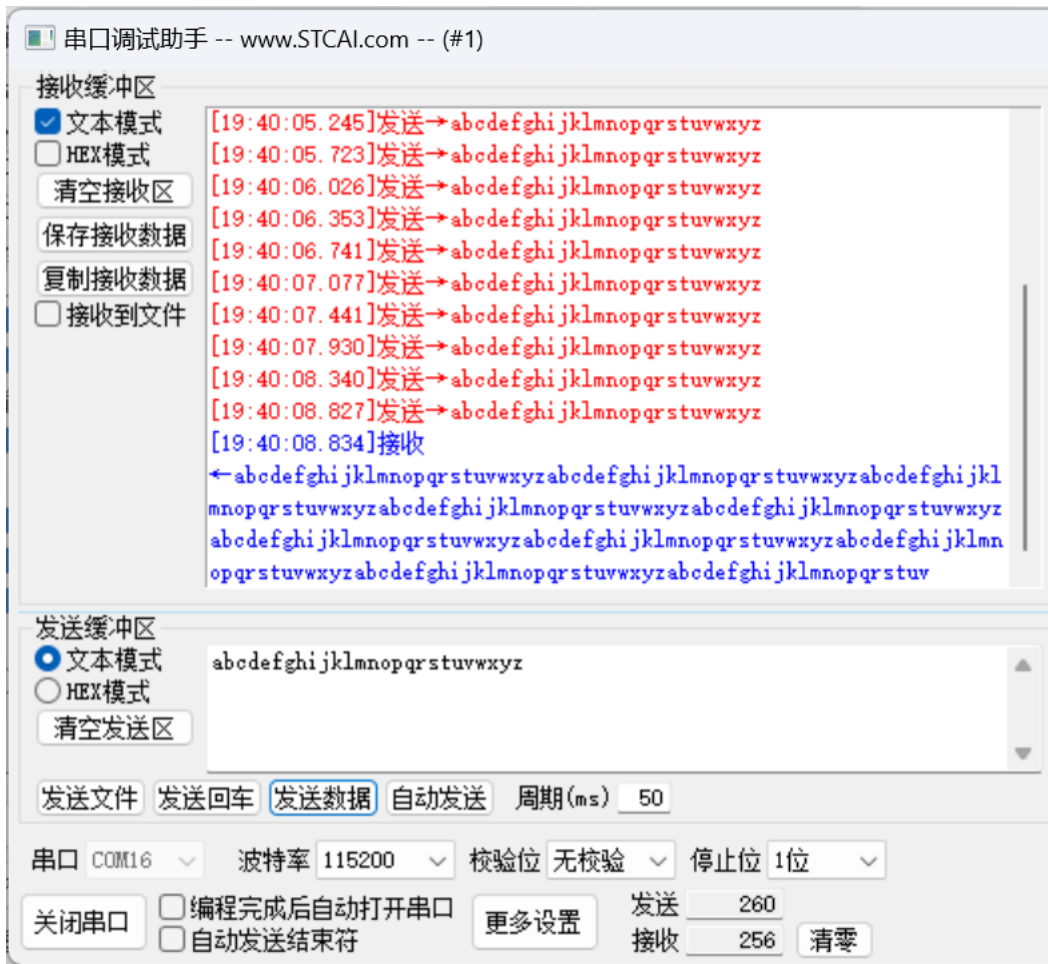 串口调试助手 -- www.STCAI.com -- (#1)
接收缓冲区
文本模式
HEX模式
清空接收区
保存接收数据
复制接收数据
接收到文件
[19:40:05.245]发送→abcdefghijklmnopqrstuvwxyz
[19:40:05.723]发送→abcdefghijklmnopqrstuvwxyz
[19:40:06.026]发送→abcdefghijklmnopqrstuvwxyz
[19:40:06.353]发送→abcdefghijklmnopqrstuvwxyz
[19:40:06.741]发送→abcdefghijklmnopqrstuvwxyz
[19:40:07.077]发送→abcdefghijklmnopqrstuvwxyz
[19:40:07.441]发送→abcdefghijklmnopqrstuvwxyz
[19:40:07.930]发送→abcdefghijklmnopqrstuvwxyz
[19:40:08.340]发送→abcdefghijklmnopqrstuvwxyz
[19:40:08.827]发送→abcdefghijklmnopqrstuvwxyz
[19:40:08.834]接收
←abcdefghijklmnopqrstuvwxyzabcdefghijklmnopqrstuvwxyzabcdefghijkl
mnopqrstuvwxyzabcdefghijklmnopqrstuvwxyzabcdefghijklmnopqrstuvwxyz
abcdefghijklmnopqrstuvwxyzabcdefghijklmnopqrstuvwxyzabcdefghijklmn
opqrstuvwxyzabcdefghijklmnopqrstuvwxyzabcdefghijklmnopqrstuv
发送缓冲区
文本模式
HEX模式
清空发送区
abcdefghijklmnopqrstuvwxyz
发送文件 发送回车 发送数据 自动发送 周期(ms) 50
串口 COM16 波特率 115200 校验位 无校验 停止位 1位
关闭串口
编程完成后自动打开串口
自动发送结束符
更多设置
发送 260
接收 256 清零